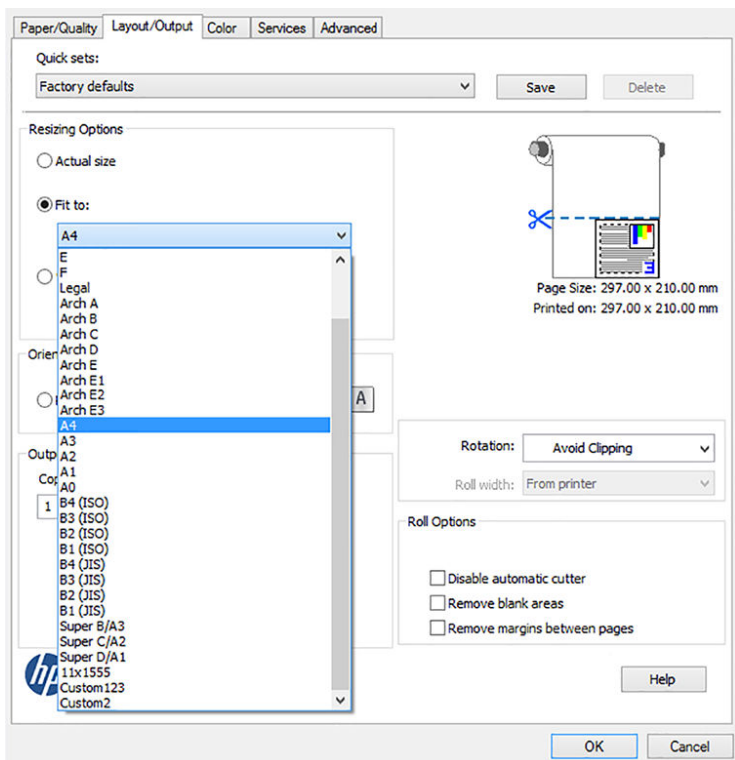 Paper/Quality Layout/Output Color Services Advanced
Quick sets:
Factory defaults Save Delete
Resizing Options
Actual size
Fit to:
A4
E
F
Legal
Arch A
Arch B
Arch C
Arch D
Arch E
Arch E1
Arch E2
Arch E3
A4
A3
A2
A1
A0
B4 (ISO)
B3 (ISO)
B2 (ISO)
B1 (ISO)
B4 (JIS)
B3 (JIS)
B2 (JIS)
B1 (JIS)
Super B/A3
Super C/A2
Super D/A1
11x1555
Custom123
Custom2
Orien
A
Outp
Co
1
hp
E
Page Size: 297.00 x 210.00 mm
Printed on: 297.00 x 210.00 mm
Rotation: Avoid Clipping
Roll width: From printer
Roll Options
Disable automatic cutter
Remove blank areas
Remove margins between pages
Help
OK Cancel